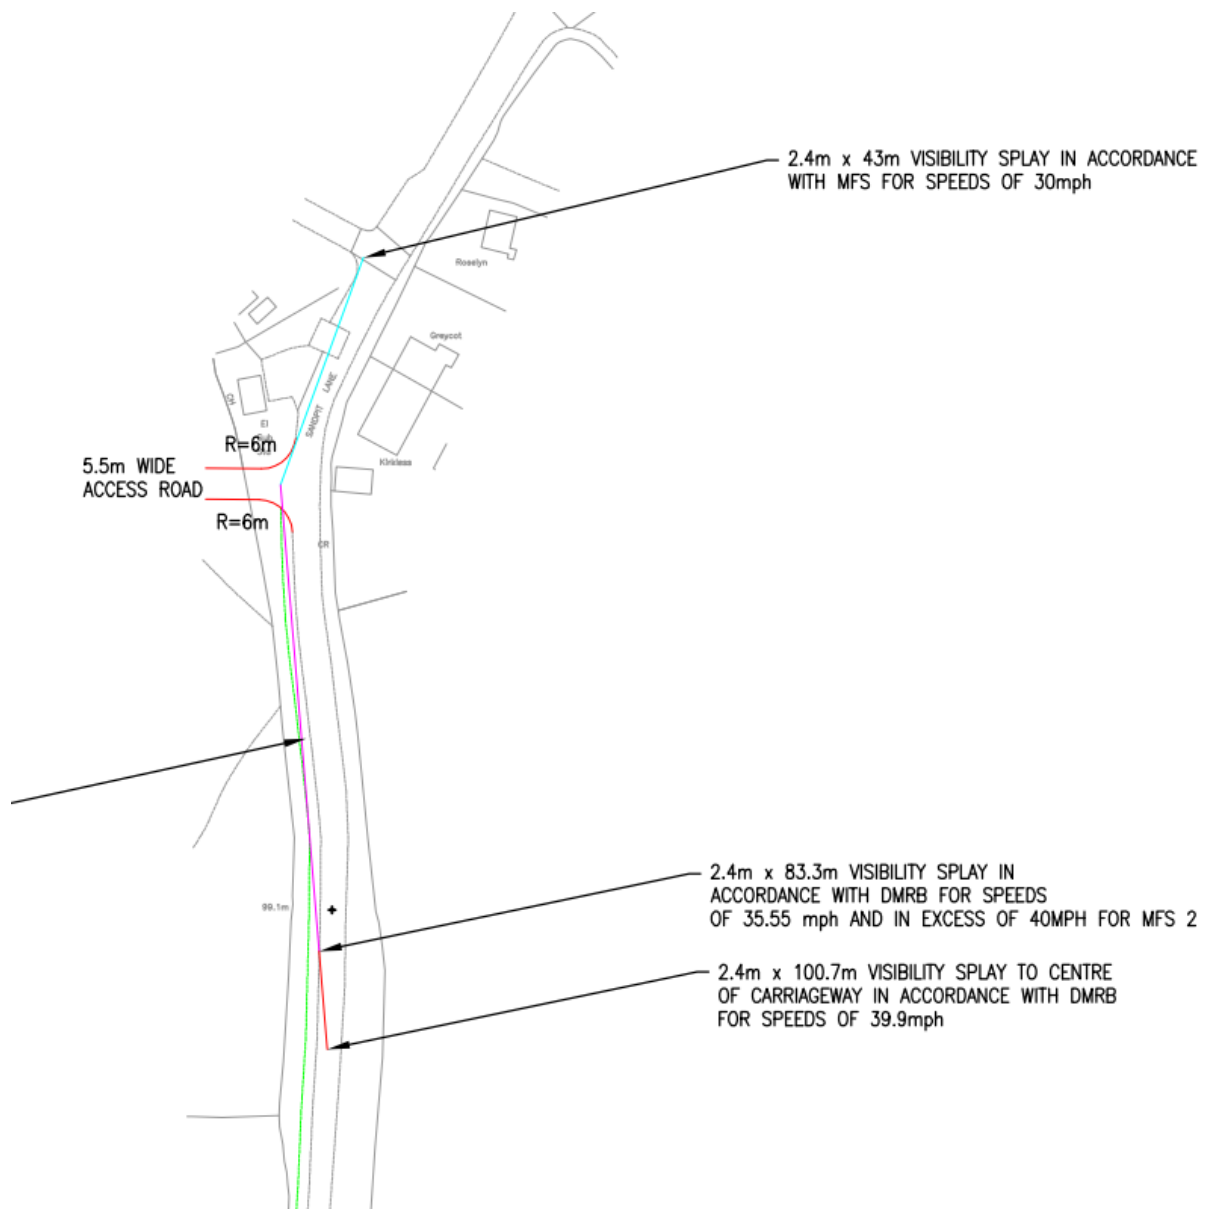 2.4m x 43m VISIBILITY SPLAY IN ACCORDANCE
WITH MFS FOR SPEEDS OF 30mph
Roselyn
Greycot
SANDPIT LANE
CH
El
R=6m
Kirkless
5.5m WIDE
ACCESS ROAD
R=6m
CR
2.4m x 83.3m VISIBILITY SPLAY IN
ACCORDANCE WITH DMRB FOR SPEEDS
OF 35.55 mph AND IN EXCESS OF 40MPH FOR MFS 2
99.1m
2.4m x 100.7m VISIBILITY SPLAY TO CENTRE
OF CARRIAGEWAY IN ACCORDANCE WITH DMRB
FOR SPEEDS OF 39.9mph